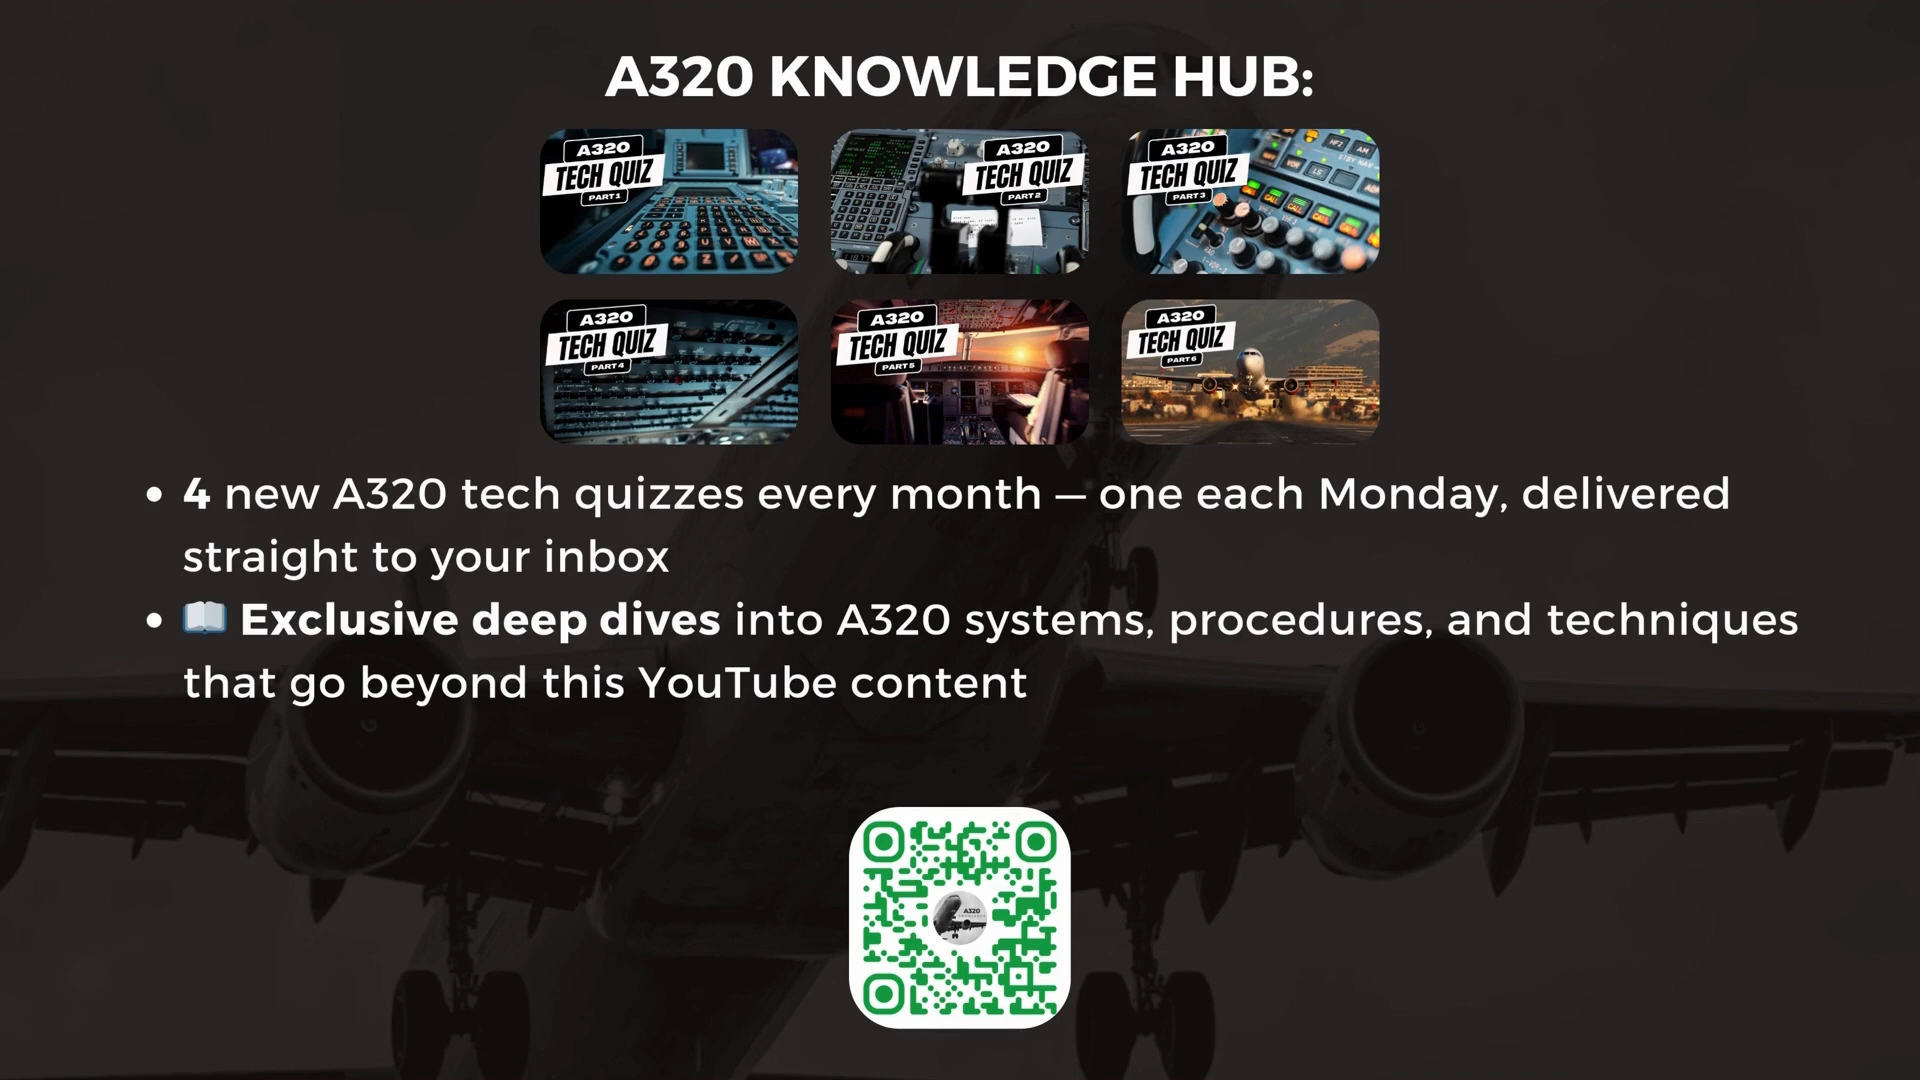 A320 KNOWLEDGE HUB:
A320
TECH QUIZ
PART 1
A320
TECH QUIZ
PART 2
A320
TECH QUIZ
PART 3
A320
TECH QUIZ
PART 4
A320
TECH QUIZ
PART 5
A320
TECH QUIZ
PART 6
• 4 new A320 tech quizzes every month — one each Monday, delivered
straight to your inbox
• 📖 Exclusive deep dives into A320 systems, procedures, and techniques
that go beyond this YouTube content
A320